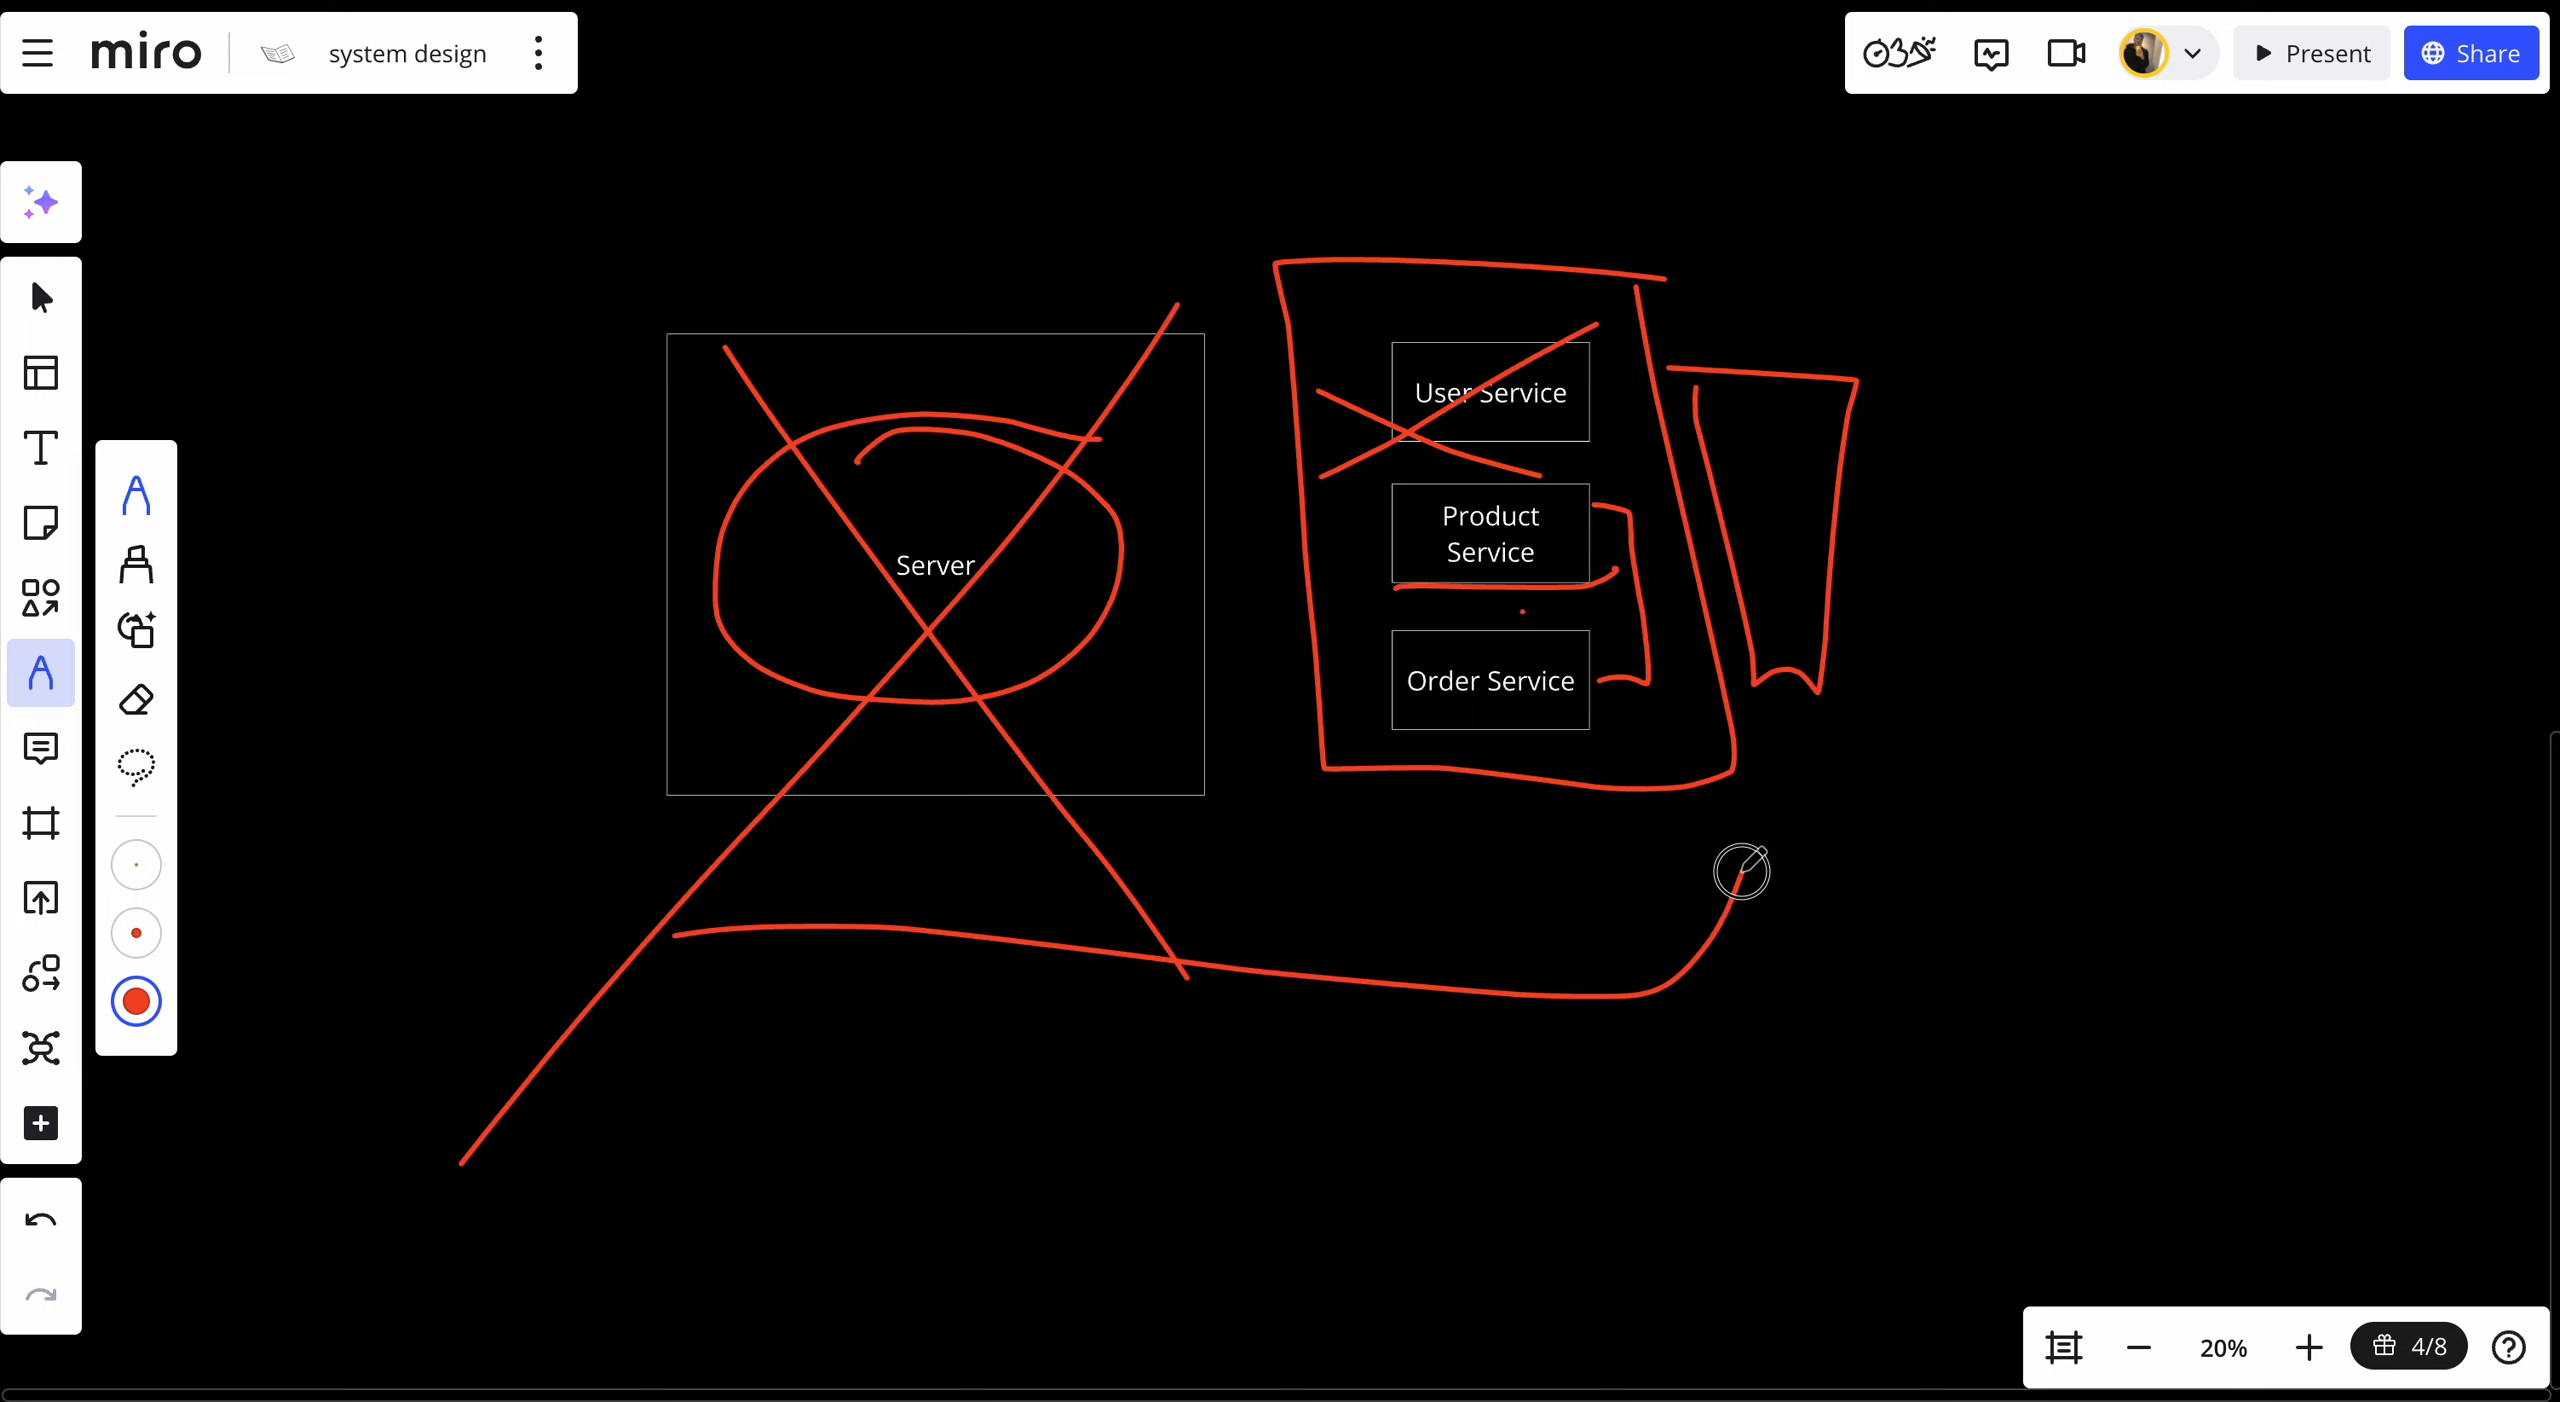 miro
system design
Present
Share
Server
User Service
Product
Service
Order Service
20%
4/8